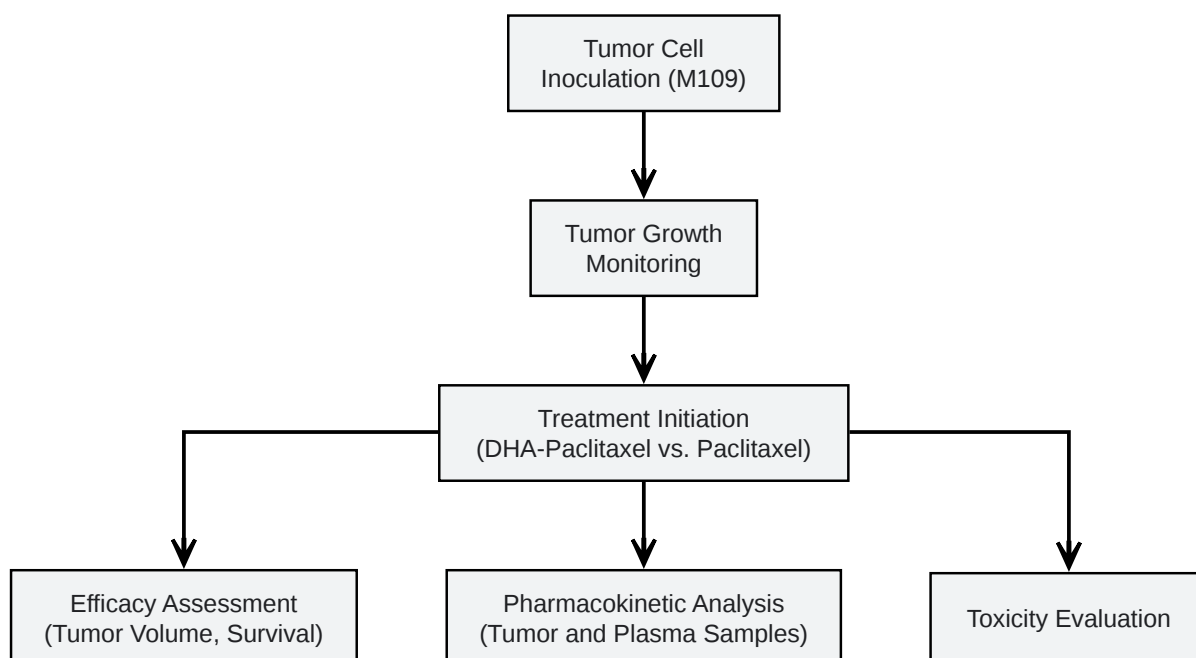 Tumor Cell
Inoculation (M109)
Tumor Growth
Monitoring
Treatment Initiation
(DHA-Paclitaxel vs. Paclitaxel)
Efficacy Assessment
(Tumor Volume, Survival)
Pharmacokinetic Analysis
(Tumor and Plasma Samples)
Toxicity Evaluation